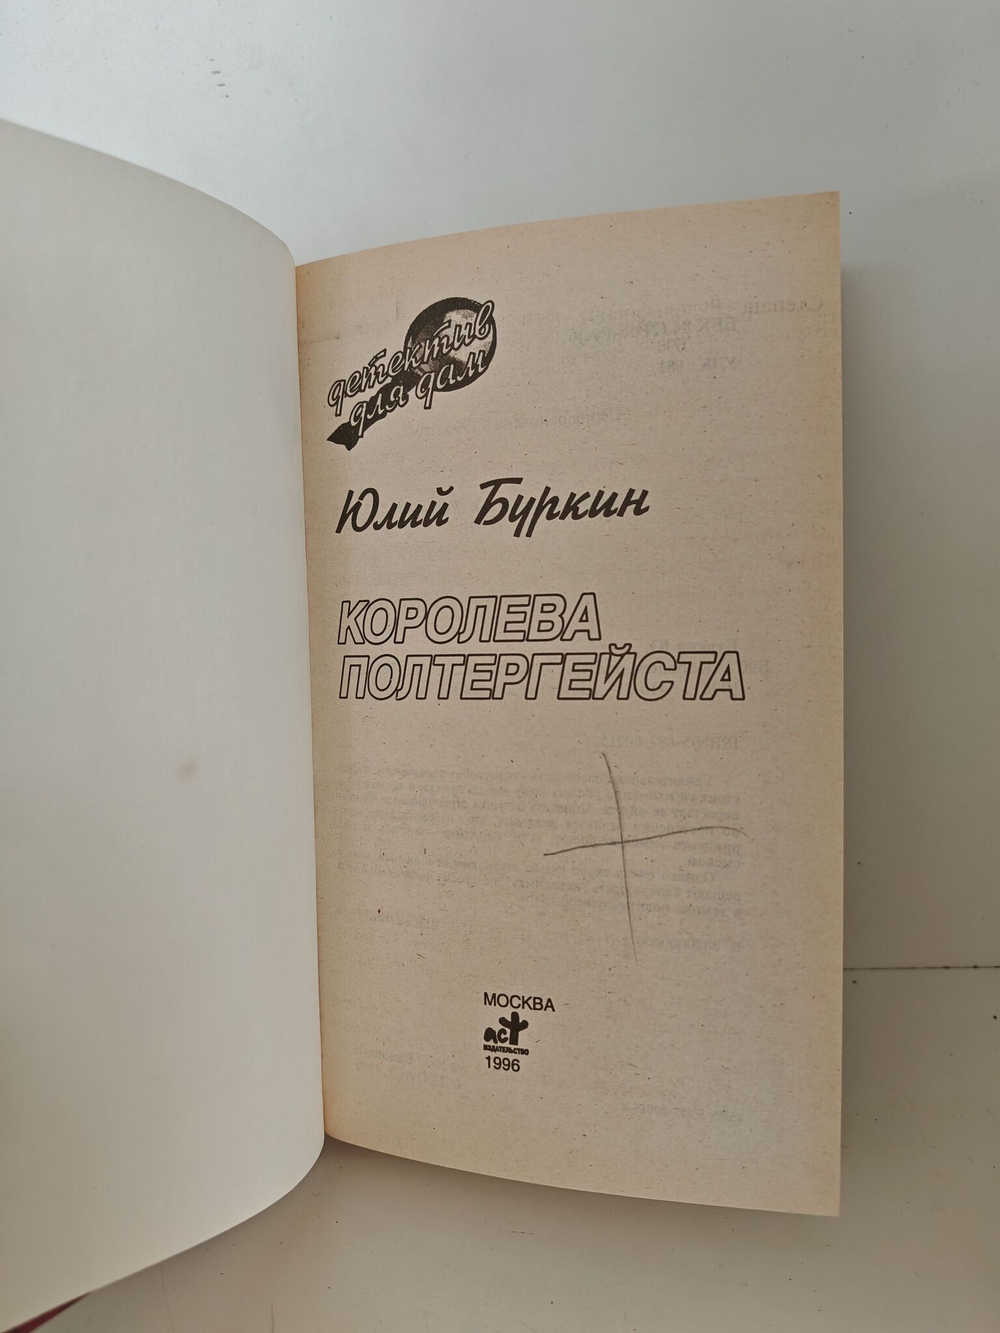 детектив
для дам
Юлий Буркин
КОРОЛЕВА
ПОЛТЕРГЕЙСТА
МОСКВА
аст
ИЗДАТЕЛЬСТВО
1996